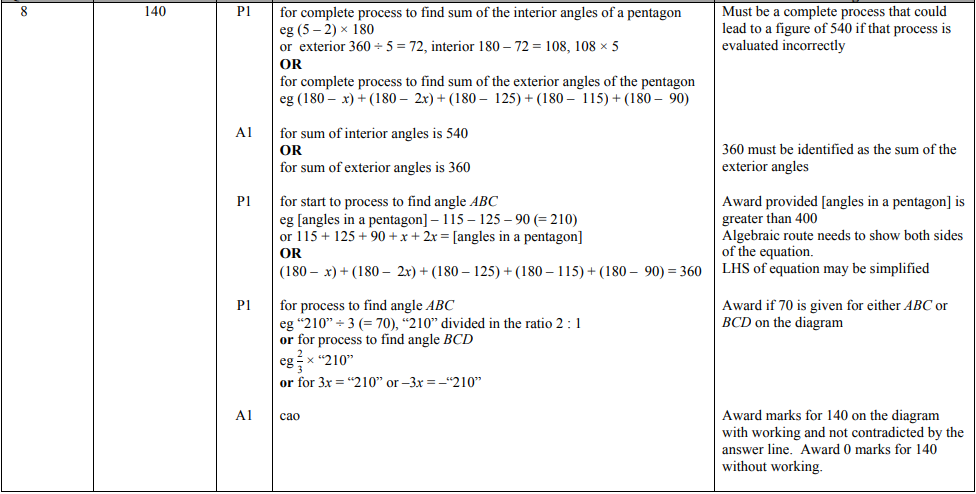 8 140 P1 for complete process to find sum of the interior angles of a pentagon Must be a complete process that could
eg (5 – 2) × 180 lead to a figure of 540 if that process is
or exterior 360 ÷ 5 = 72, interior 180 – 72 = 108, 108 × 5 evaluated incorrectly
OR
for complete process to find sum of the exterior angles of the pentagon
eg (180 – x) + (180 – 2x) + (180 – 125) + (180 – 115) + (180 – 90)
A1 for sum of interior angles is 540
OR 360 must be identified as the sum of the
for sum of exterior angles is 360 exterior angles
P1 for start to process to find angle ABC Award provided [angles in a pentagon] is
eg [angles in a pentagon] – 115 – 125 – 90 (= 210) greater than 400
or 115 + 125 + 90 + x + 2x = [angles in a pentagon] Algebraic route needs to show both sides
OR of the equation.
(180 – x) + (180 – 2x) + (180 – 125) + (180 – 115) + (180 – 90) = 360 LHS of equation may be simplified
P1 for process to find angle ABC Award if 70 is given for either ABC or
eg “210” ÷ 3 (= 70), “210” divided in the ratio 2 : 1 BCD on the diagram
or for process to find angle BCD
eg 2/3 × “210”
or for 3x = “210” or –3x = –“210”
A1 cao Award marks for 140 on the diagram
with working and not contradicted by the
answer line. Award 0 marks for 140
without working.